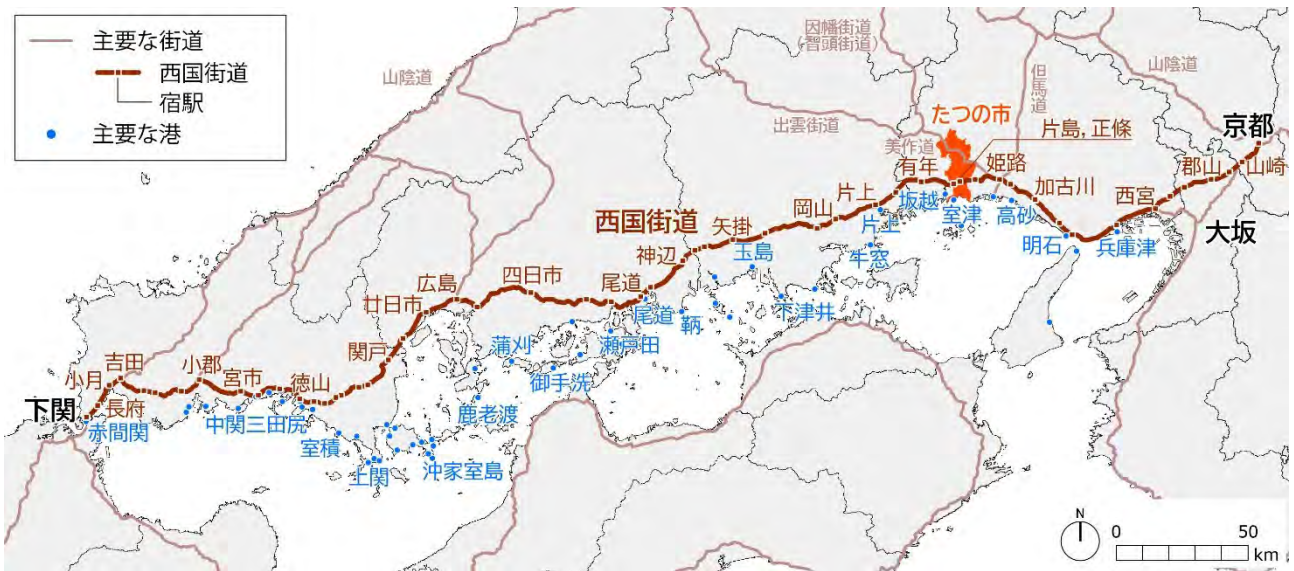 主要な街道
西国街道
宿駅
主要な港
山陰道
因幡街道
(智頭街道)
但馬道
山陰道
出雲街道
美作道
たつの市
片島,正條
京都
山崎
郡山
西宮
大坂
兵庫津
明石
加古川
高砂
姫路
室津
有年
坂越
片上
片上
牛窓
岡山
矢掛
西国街道
玉島
下津井
神辺
鞆
尾道
尾道
瀬戸田
四日市
御手洗
蒲刈
広島
廿日市
鹿老渡
関戸
沖家室島
上関
室積
徳山
宮市
中関三田尻
小郡
吉田
小月
長府
下関
赤間関
N
0 50
km